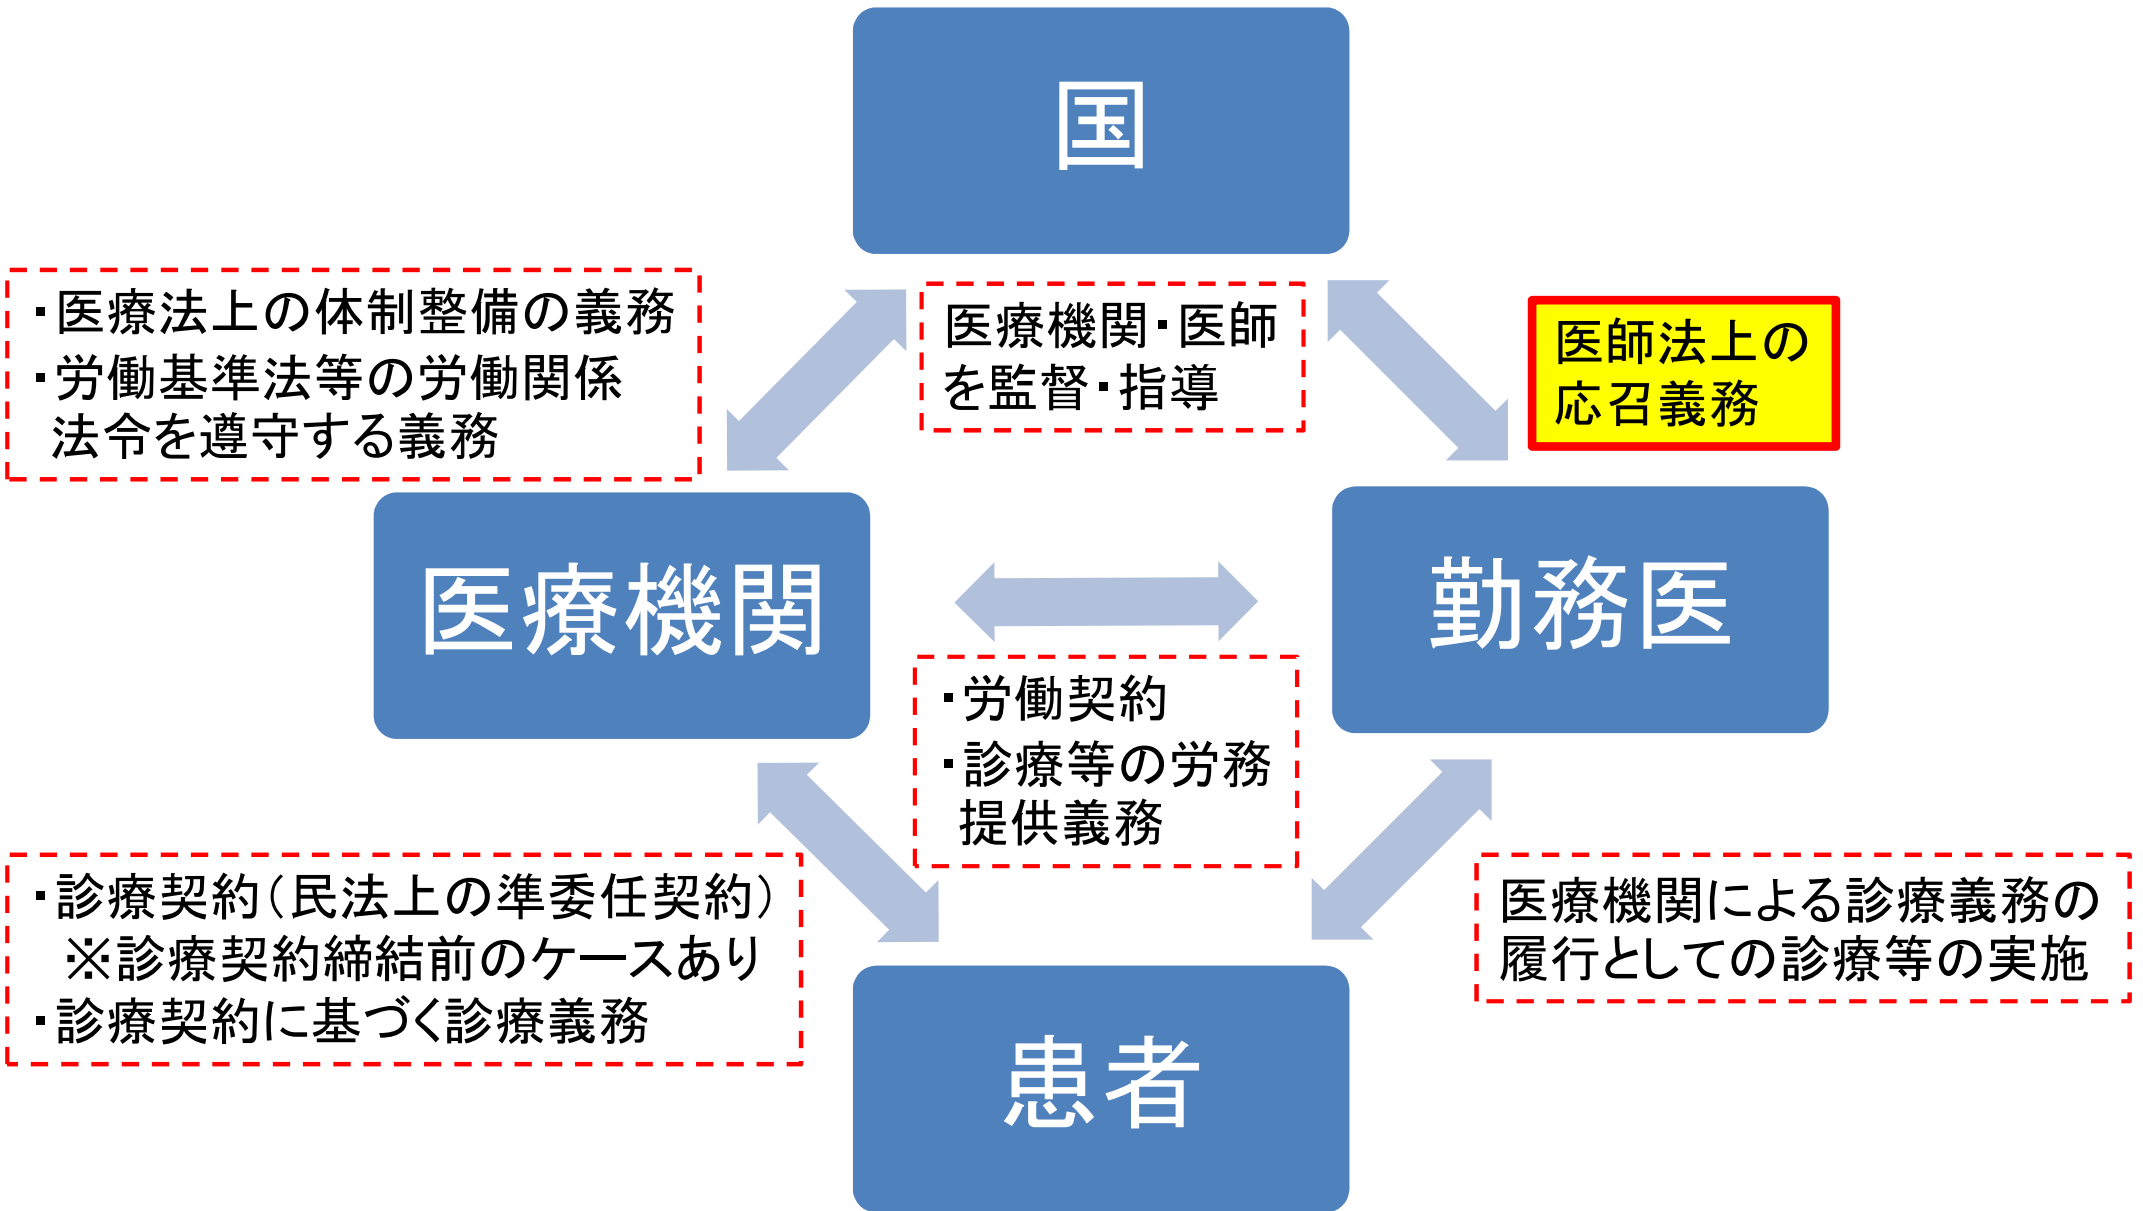 国
・医療法上の体制整備の義務
・労働基準法等の労働関係
法令を遵守する義務
医療機関・医師
を監督・指導
医師法上の
応召義務
医療機関
勤務医
・労働契約
・診療等の労務
提供義務
・診療契約（民法上の準委任契約）
※診療契約締結前のケースあり
・診療契約に基づく診療義務
医療機関による診療義務の
履行としての診療等の実施
患者